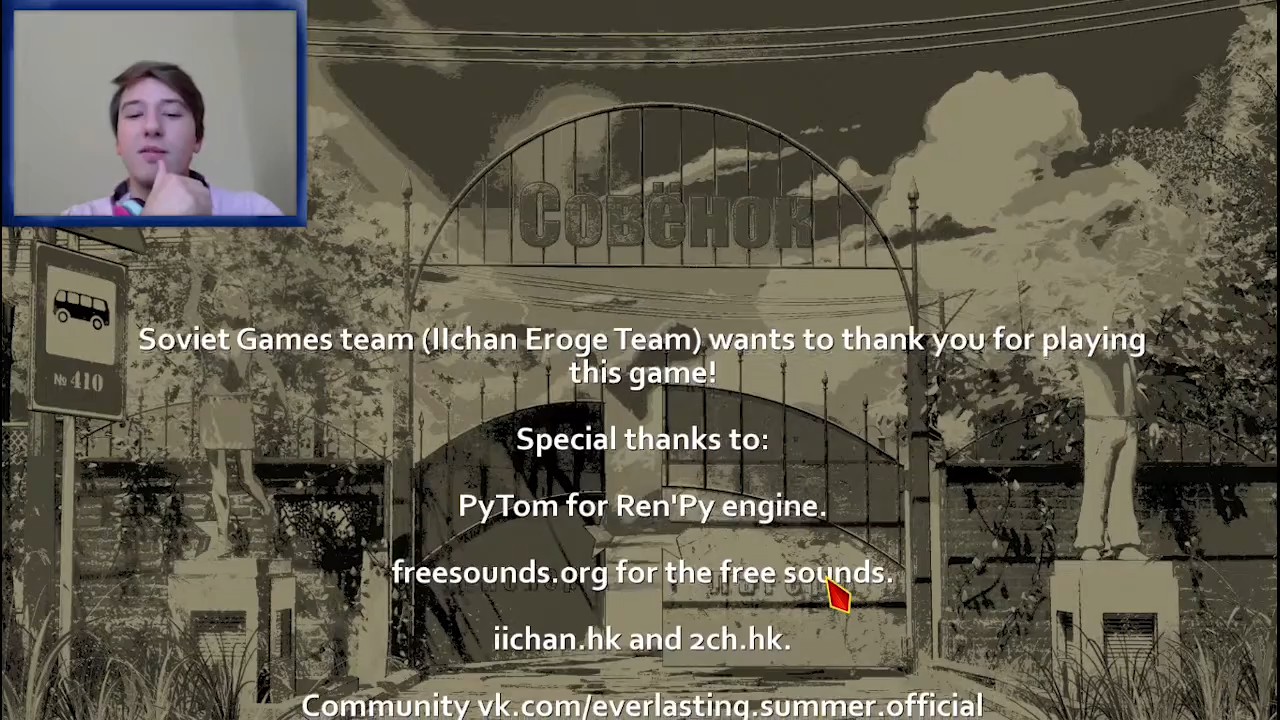 Совёнок
№ 410
Soviet Games team (IIchan Eroge Team) wants to thank you for playing
this game!
Special thanks to:
PyTom for Ren'Py engine.
freesounds.org for the free sounds.
iichan.hk and 2ch.hk.
Community vk.com/everlasting.summer.official